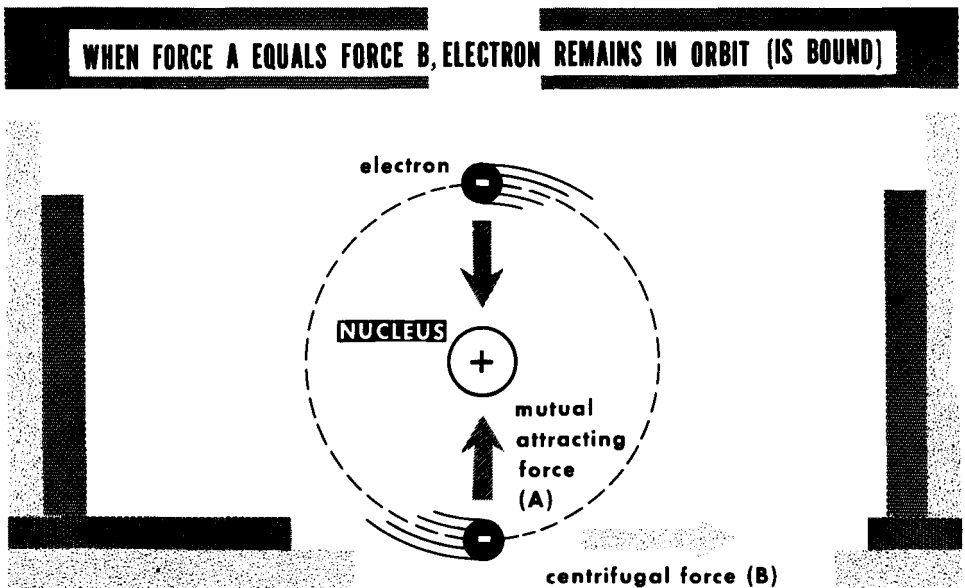 WHEN FORCE A EQUALS FORCE B, ELECTRON REMAINS IN ORBIT (IS BOUND)
electron
-
NUCLEUS
+
mutual
attracting
force
(A)
-
centrifugal force (B)